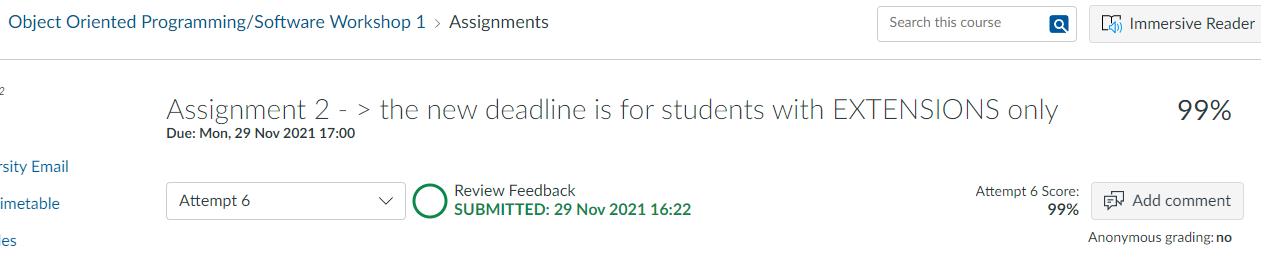 Object Oriented Programming/Software Workshop 1 > Assignments
Search this course
Immersive Reader
2
Assignment 2 - > the new deadline is for students with EXTENSIONS only
99%
Due: Mon, 29 Nov 2021 17:00
rsity Email
imetable
les
Attempt 6
Review Feedback
SUBMITTED: 29 Nov 2021 16:22
Attempt 6 Score:
99%
Add comment
Anonymous grading: no